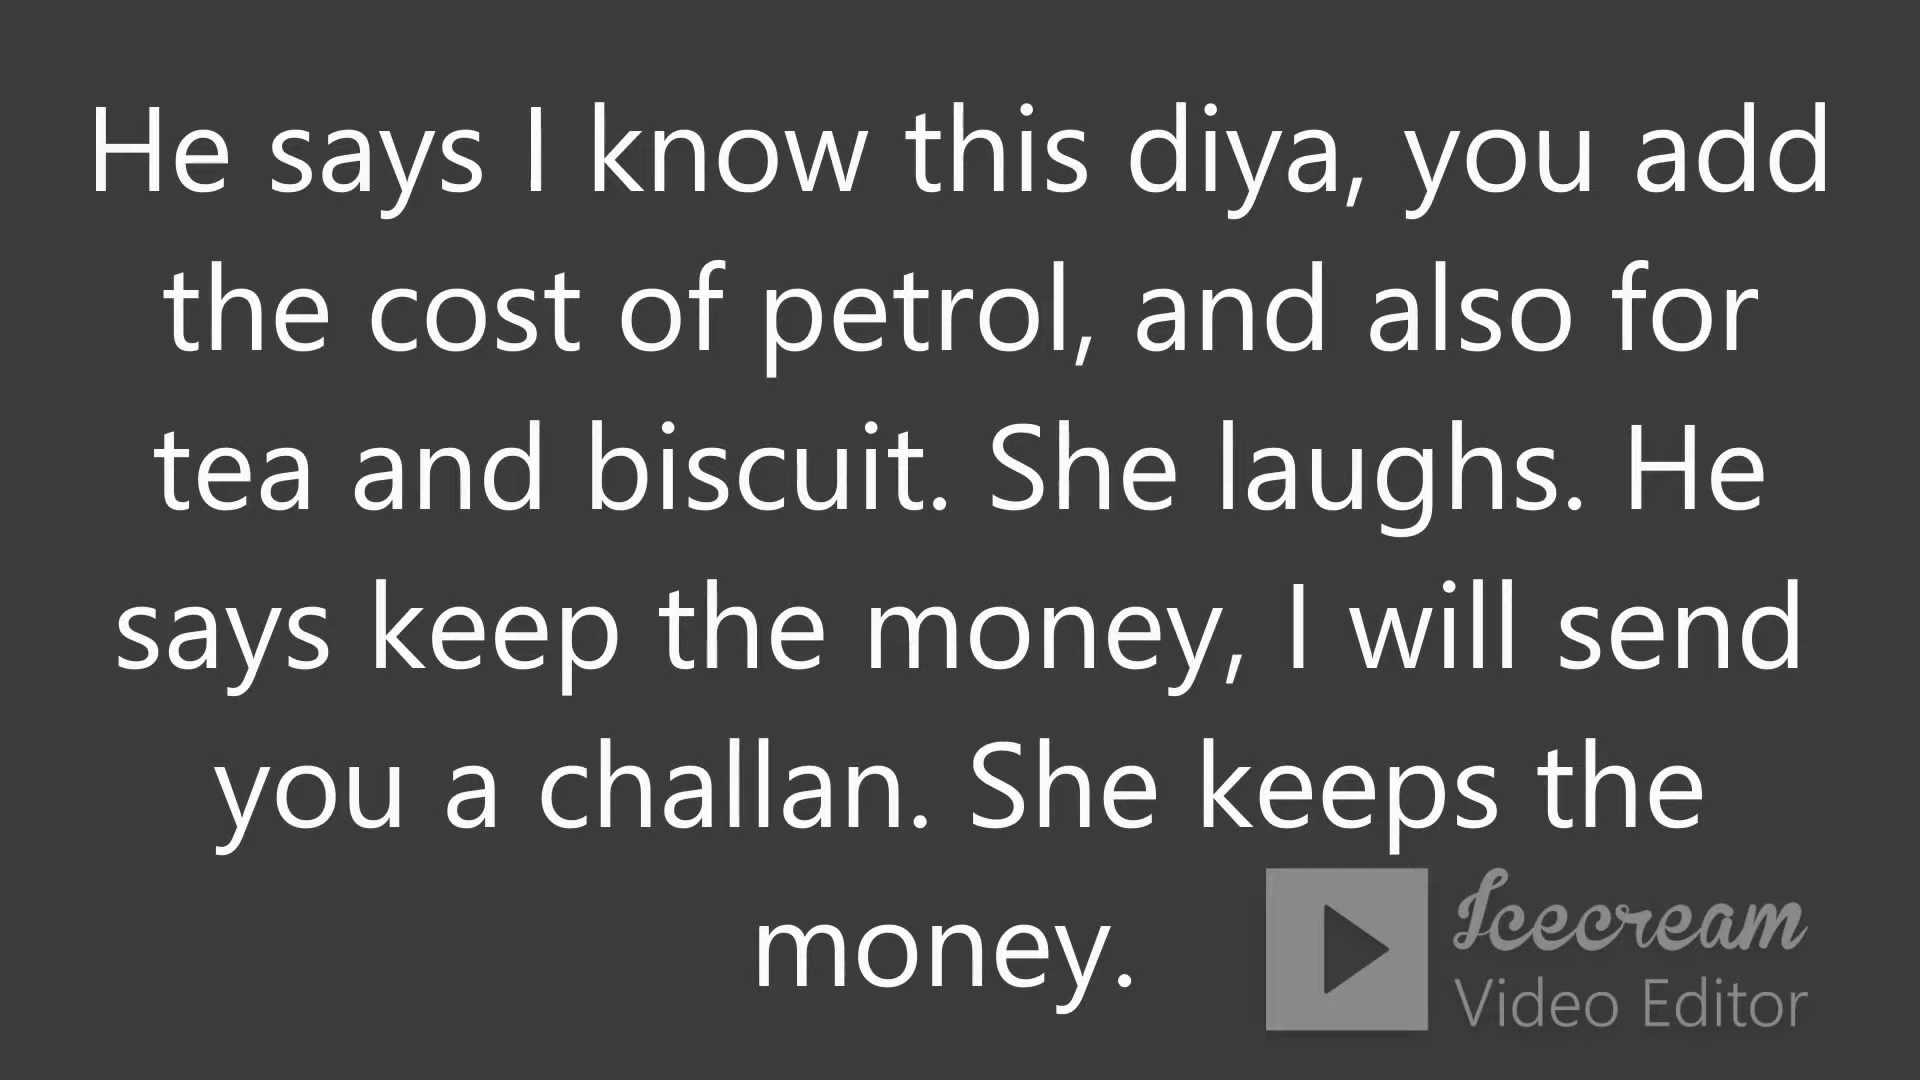 He says I know this diya, you add
the cost of petrol, and also for
tea and biscuit. She laughs. He
says keep the money, I will send
you a challan. She keeps the
money.
Icecream
Video Editor